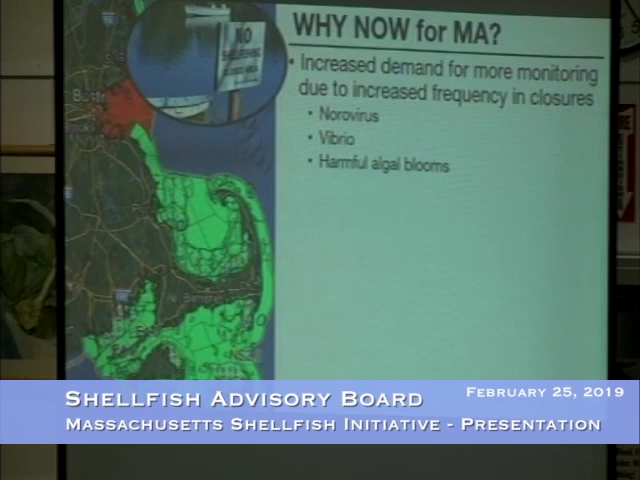 NO
SHELLFISHING
WHY NOW for MA?
• Increased demand for more monitoring
due to increased frequency in closures
• Norovirus
• Vibrio
• Harmful algal blooms
SHELLFISH ADVISORY BOARD
FEBRUARY 25, 2019
MASSACHUSETTS SHELLFISH INITIATIVE - PRESENTATION